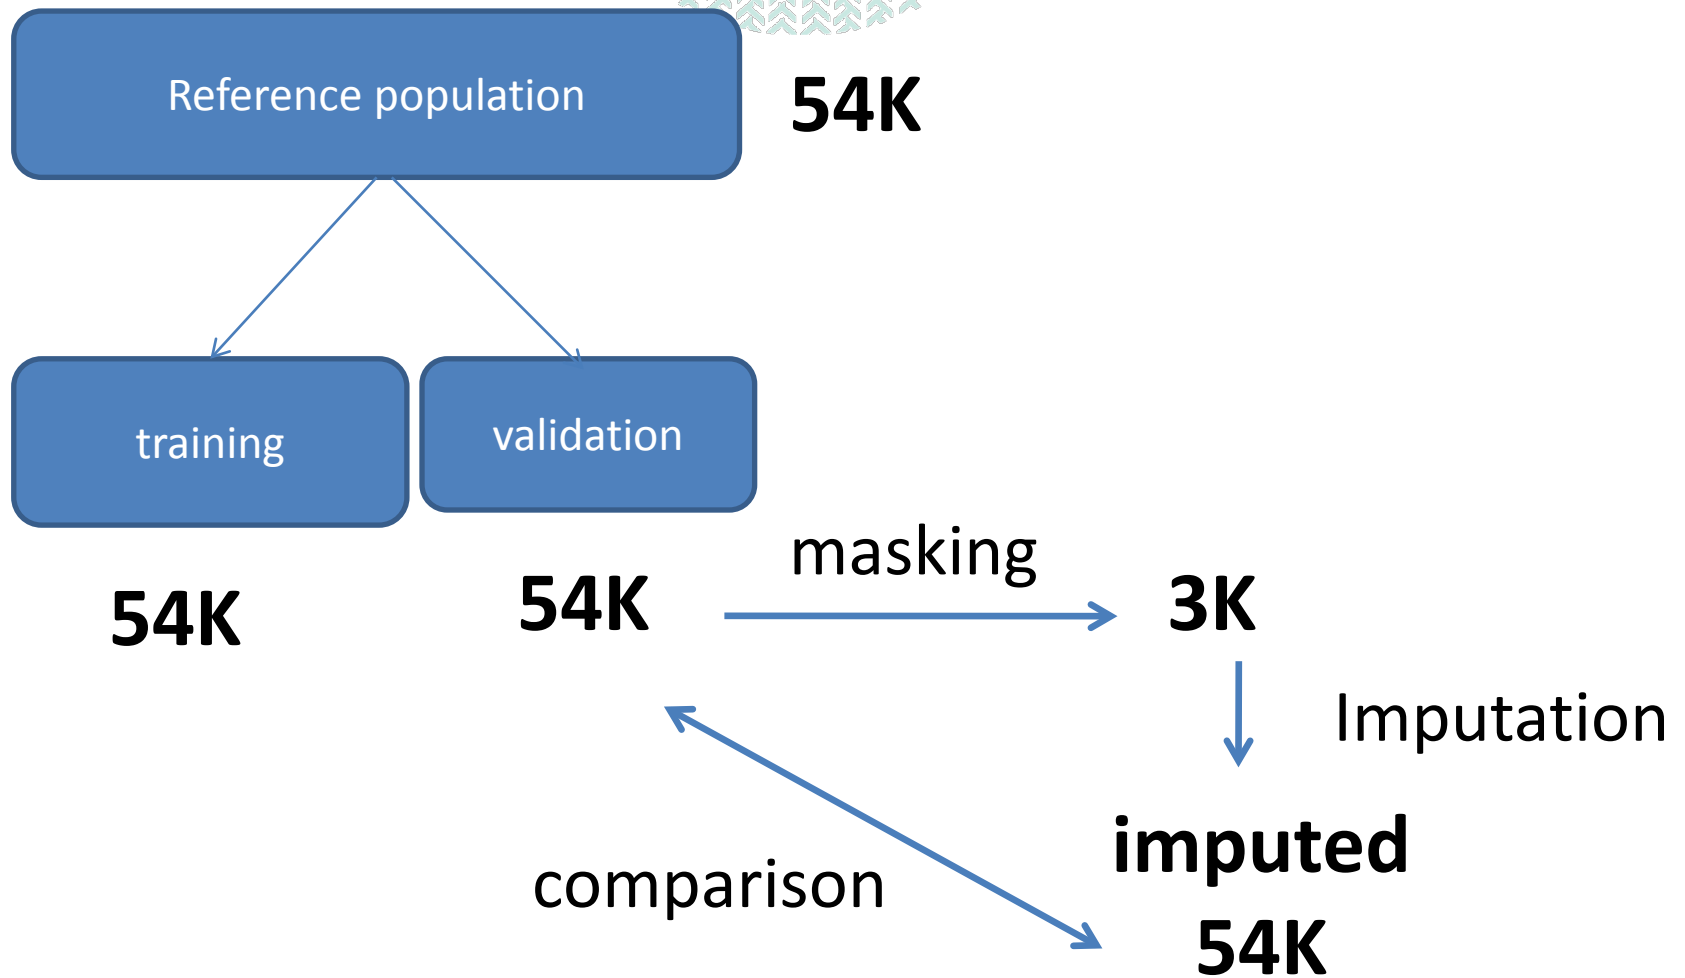 Reference population
54K
training
validation
54K
54K
masking
3K
Imputation
imputed
54K
comparison